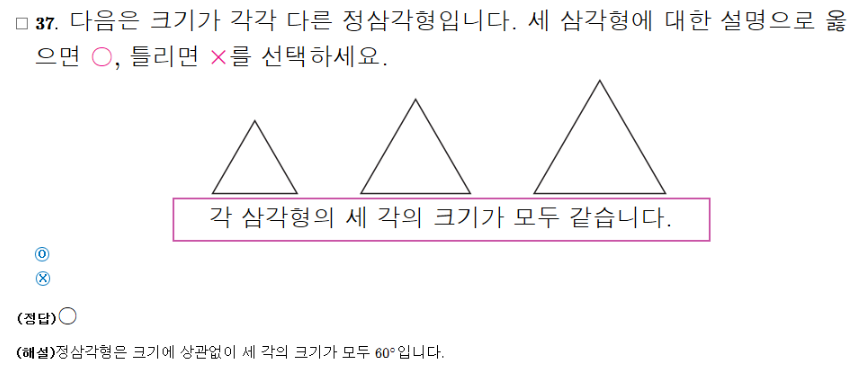 □ 37. 다음은 크기가 각각 다른 정삼각형입니다. 세 삼각형에 대한 설명으로 옳
으면 ○, 틀리면 ×를 선택하세요.
각 삼각형의 세 각의 크기가 모두 같습니다.
ⓞ
ⓧ
(정답)○
(해설)정삼각형은 크기에 상관없이 세 각의 크기가 모두 60°입니다.